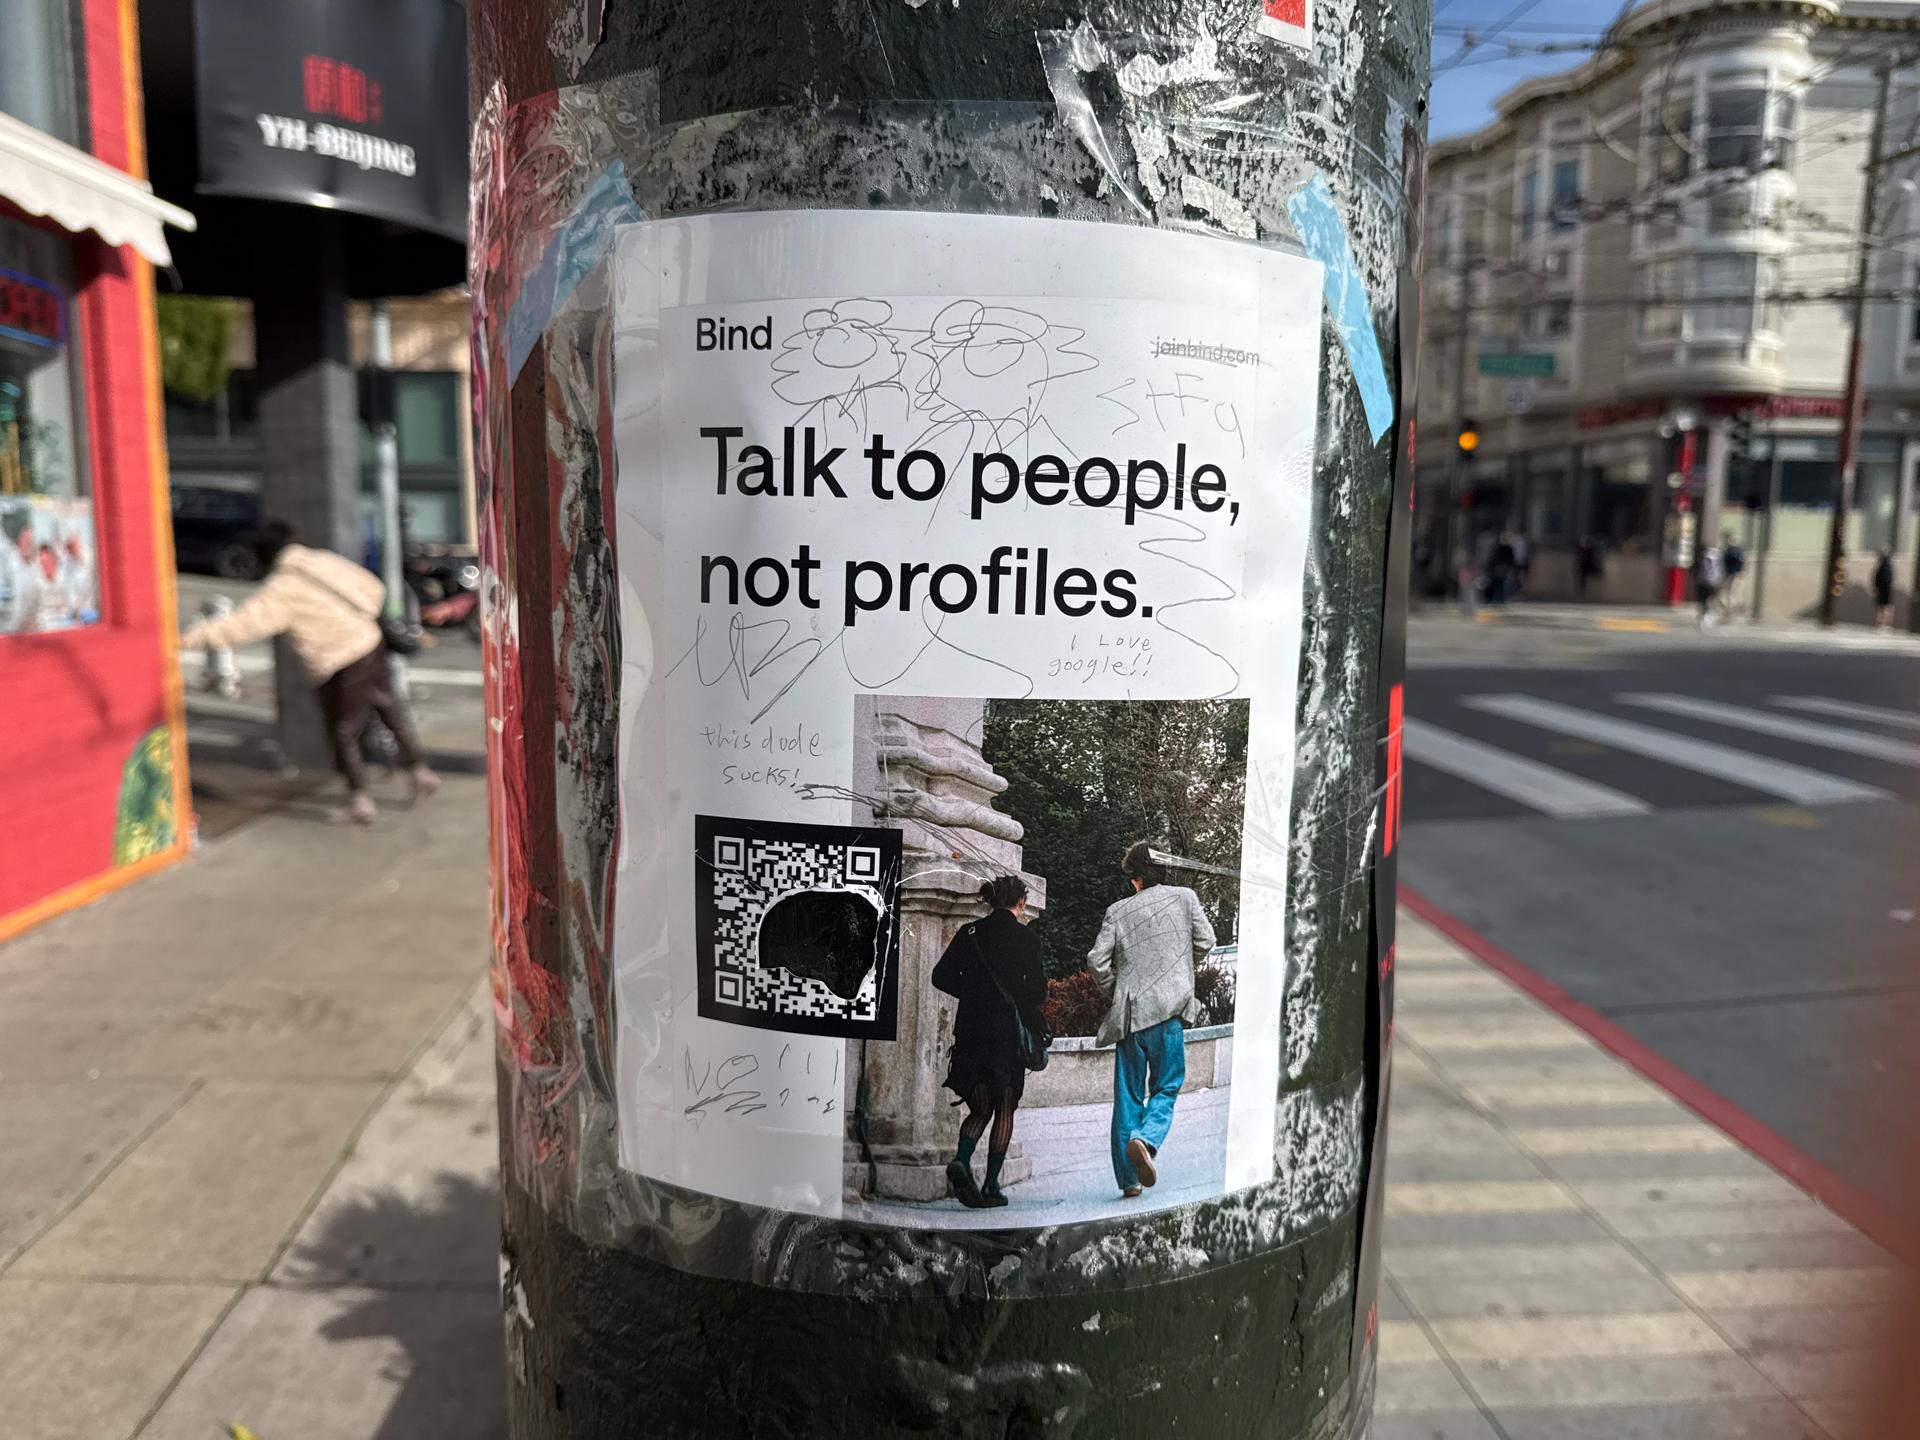 YH-BEIJING
Bind
joinbind.com
STFU
Talk to people,
not profiles.
I LOVE
google!!
this dude
sucks!
NO!!!